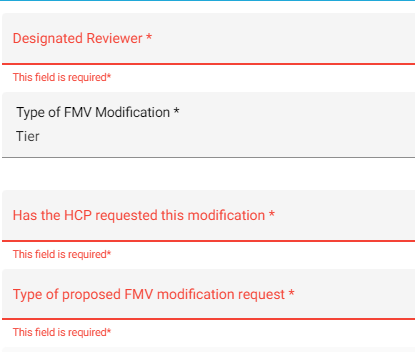 Designated Reviewer *
This field is required*
Type of FMV Modification *
Tier
Has the HCP requested this modification *
This field is required*
Type of proposed FMV modification request *
This field is required*